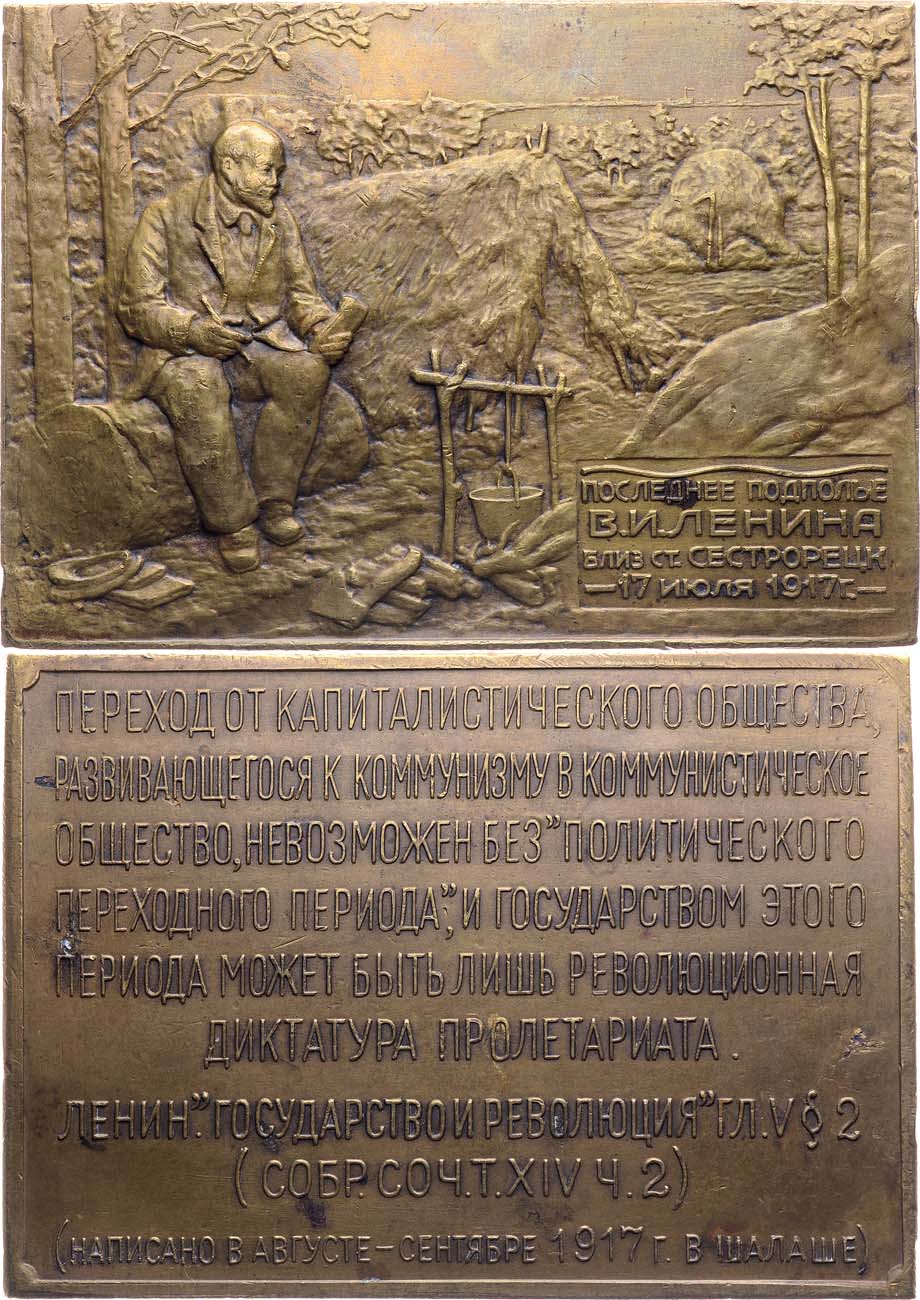 ПОСЛЕДНЕЕ ПОДПОЛЬЕ
В.И.ЛЕНИНА
БЛИЗ СТ. СЕСТРОРЕЦК
—17 ИЮЛЯ 1917г.—
ПЕРЕХОД ОТ КАПИТАЛИСТИЧЕСКОГО ОБЩЕСТВА,
РАЗВИВАЮЩЕГОСЯ К КОММУНИЗМУ В КОММУНИСТИЧЕСКОЕ
ОБЩЕСТВО, НЕВОЗМОЖЕН БЕЗ "ПОЛИТИЧЕСКОГО
ПЕРЕХОДНОГО ПЕРИОДА", И ГОСУДАРСТВОМ ЭТОГО
ПЕРИОДА МОЖЕТ БЫТЬ ЛИШЬ РЕВОЛЮЦИОННАЯ
ДИКТАТУРА ПРОЛЕТАРИАТА.
ЛЕНИН. "ГОСУДАРСТВО И РЕВОЛЮЦИЯ" ГЛ. V § 2
(СОБР. СОЧ. Т. XIV Ч. 2)
(НАПИСАНО В АВГУСТЕ – СЕНТЯБРЕ 1917 Г. В ШАЛАШЕ)